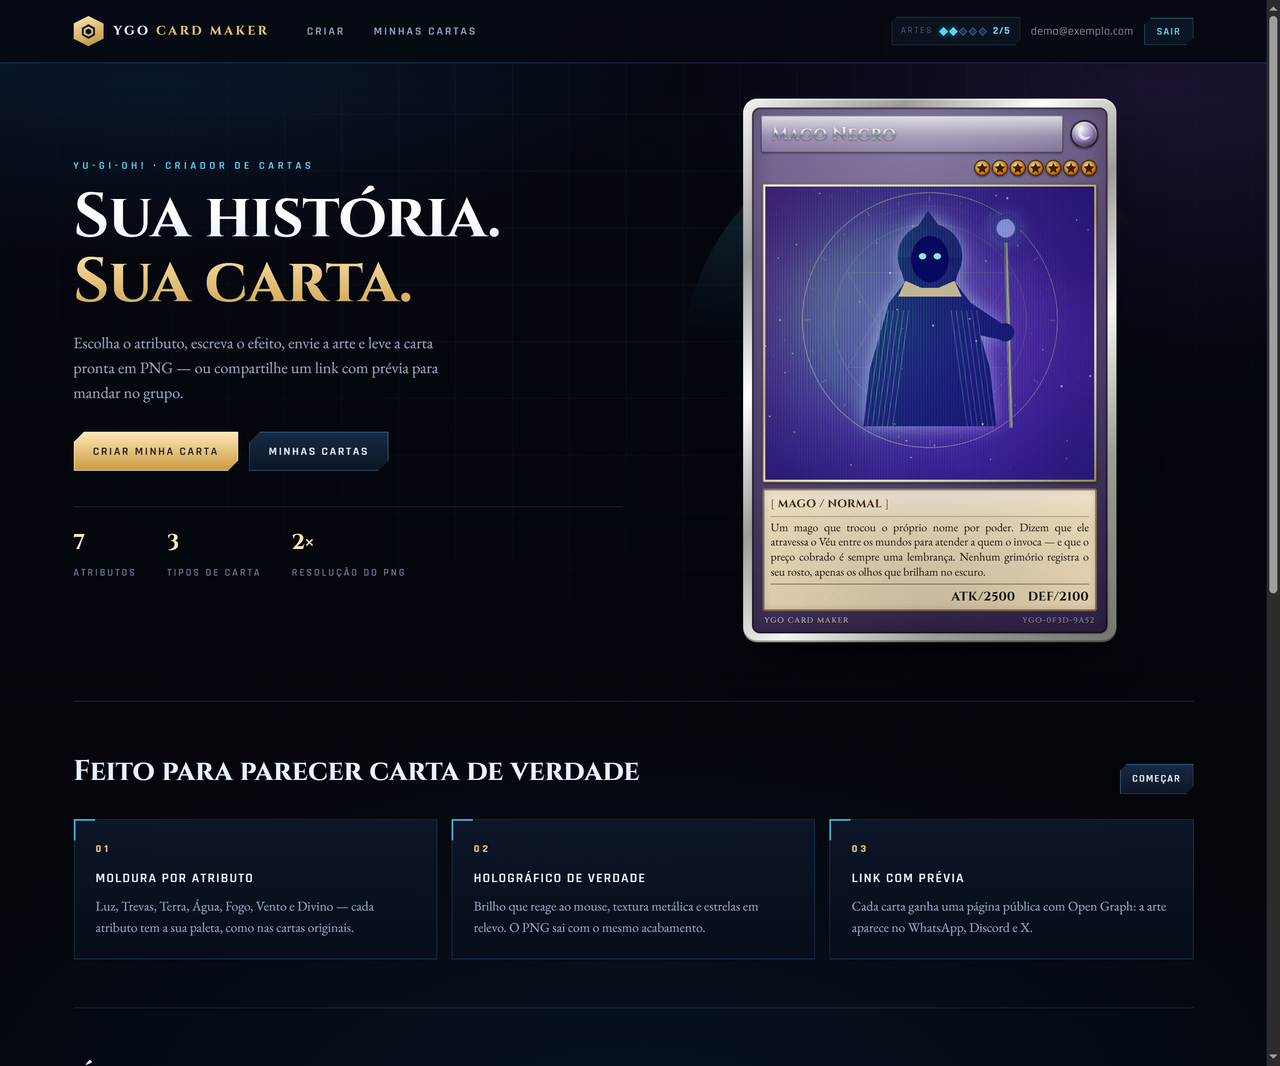 YGO CARD MAKER
CRIAR
MINHAS CARTAS
ARTES 2/5
demo@exemplo.com
SAIR
YU-GI-OH! · CRIADOR DE CARTAS
SUA HISTÓRIA.
SUA CARTA.
Escolha o atributo, escreva o efeito, envie a arte e leve a carta
pronta em PNG — ou compartilhe um link com prévia para
mandar no grupo.
CRIAR MINHA CARTA
MINHAS CARTAS
7
ATRIBUTOS
3
TIPOS DE CARTA
2×
RESOLUÇÃO DO PNG
MAGO NEGRO
[ MAGO / NORMAL ]
Um mago que trocou o próprio nome por poder. Dizem que ele
atravessa o Véu entre os mundos para atender a quem o invoca — e que o
preço cobrado é sempre uma lembrança. Nenhum grimório registra o
seu rosto, apenas os olhos que brilham no escuro.
ATK/2500 DEF/2100
YGO CARD MAKER
YGO-0F3D-9A52
FEITO PARA PARECER CARTA DE VERDADE
COMEÇAR
01
MOLDURA POR ATRIBUTO
Luz, Trevas, Terra, Água, Fogo, Vento e Divino — cada
atributo tem a sua paleta, como nas cartas originais.
02
HOLOGRÁFICO DE VERDADE
Brilho que reage ao mouse, textura metálica e estrelas em
relevo. O PNG sai com o mesmo acabamento.
03
LINK COM PRÉVIA
Cada carta ganha uma página pública com Open Graph: a arte
aparece no WhatsApp, Discord e X.